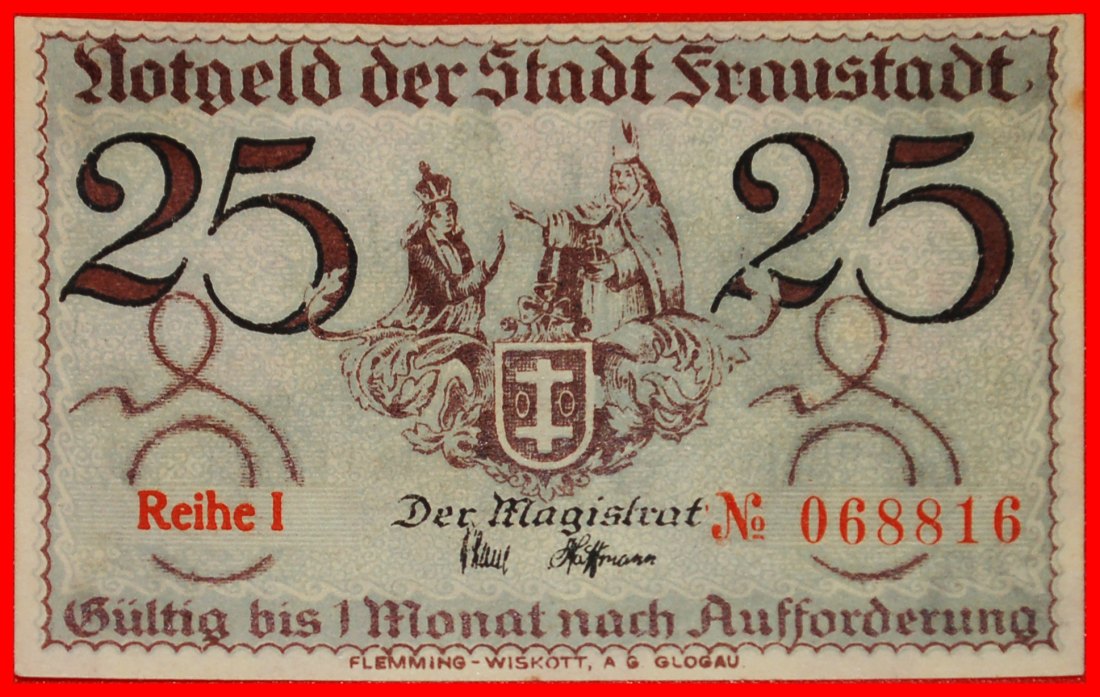 Notgeld der Stadt Fraustadt
25 25
Reihe I
Der Magistrat
№ 068816
Hoffmann
Gültig bis 1 Monat nach Aufforderung
FLEMMING-WISKOTT, A G. GLOGAU.